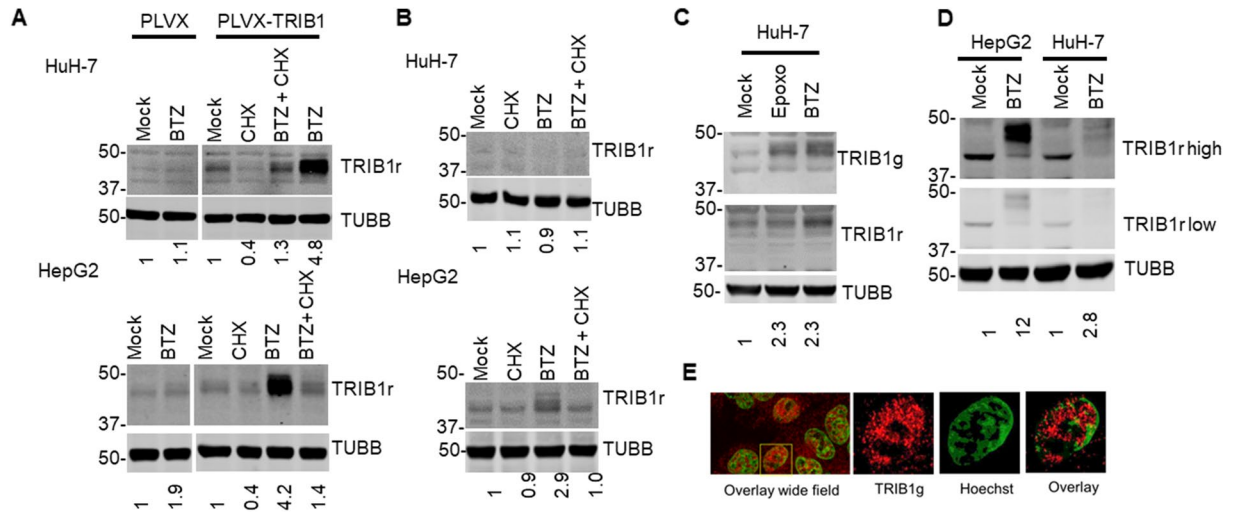 A
PLVX PLVX-TRIB1
HuH-7
Mock BTZ Mock CHX BTZ + CHX BTZ
50-
37-
TRIB1r
50-
TUBB
1 1.1 1 0.4 1.3 4.8
HepG2
Mock BTZ Mock CHX BTZ BTZ+ CHX
50-
37-
TRIB1r
50-
TUBB
1 1.9 1 0.4 4.2 1.4
B
HuH-7
Mock CHX BTZ BTZ + CHX
50-
37-
TRIB1r
50-
TUBB
1 1.1 0.9 1.1
HepG2
Mock CHX BTZ BTZ + CHX
50-
37-
TRIB1r
50-
TUBB
1 0.9 2.9 1.0
C
HuH-7
Mock Epoxo BTZ
50-
37-
TRIB1g
50-
37-
TRIB1r
50-
TUBB
1 2.3 2.3
D
HepG2 HuH-7
Mock BTZ Mock BTZ
50-
37-
TRIB1r high
50-
37-
TRIB1r low
50-
TUBB
1 12 1 2.8
E
Overlay wide field TRIB1g Hoechst Overlay